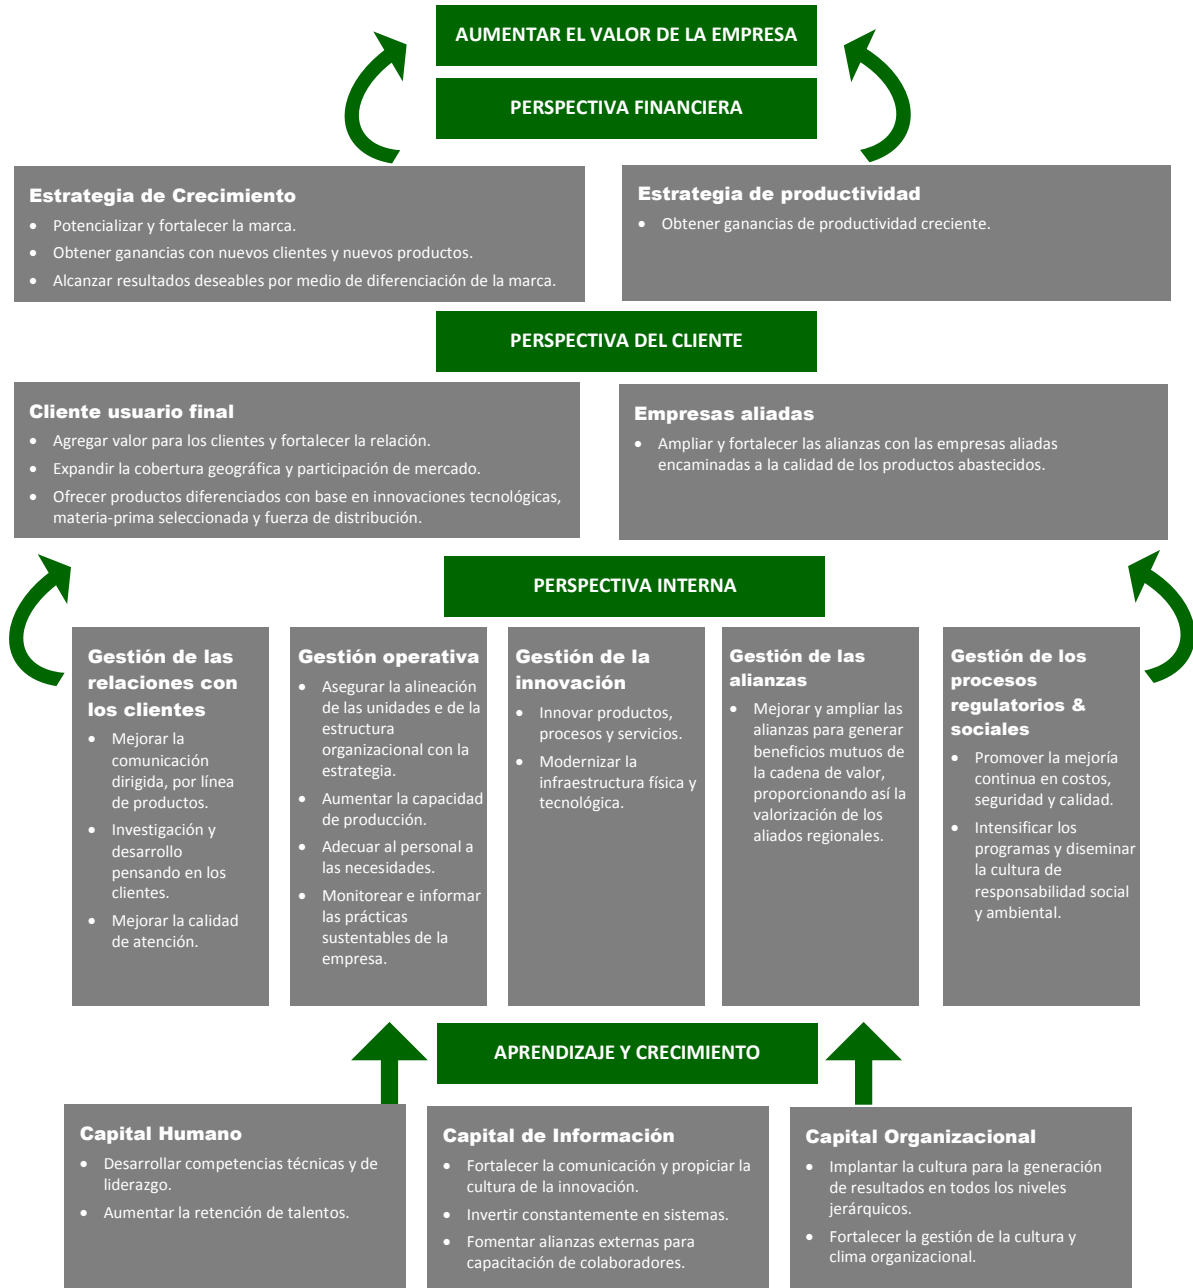 AUMENTAR EL VALOR DE LA EMPRESA
PERSPECTIVA FINANCIERA
Estrategia de Crecimiento
• Potencializar y fortalecer la marca.
• Obtener ganancias con nuevos clientes y nuevos productos.
• Alcanzar resultados deseables por medio de diferenciación de la marca.
Estrategia de productividad
• Obtener ganancias de productividad creciente.
PERSPECTIVA DEL CLIENTE
Cliente usuario final
• Agregar valor para los clientes y fortalecer la relación.
• Expandir la cobertura geográfica y participación de mercado.
• Ofrecer productos diferenciados con base en innovaciones tecnológicas,
materia-prima seleccionada y fuerza de distribución.
Empresas aliadas
• Ampliar y fortalecer las alianzas con las empresas aliadas
encaminadas a la calidad de los productos abastecidos.
PERSPECTIVA INTERNA
Gestión de las
relaciones con
los clientes
• Mejorar la
comunicación
dirigida, por línea
de productos.
• Investigación y
desarrollo
pensando en los
clientes.
• Mejorar la calidad
de atención.
Gestión operativa
• Asegurar la alineación
de las unidades e de la
estructura
organizacional con la
estrategia.
• Aumentar la capacidad
de producción.
• Adecuar al personal a
las necesidades.
• Monitorear e informar
las prácticas
sustentables de la
empresa.
Gestión de la
innovación
• Innovar productos,
procesos y servicios.
• Modernizar la
infraestructura física y
tecnológica.
Gestión de las
alianzas
• Mejorar y ampliar las
alianzas para generar
beneficios mutuos de
la cadena de valor,
proporcionando así la
valorización de los
aliados regionales.
Gestión de los
procesos
regulatorios &
sociales
• Promover la mejoría
continua en costos,
seguridad y calidad.
• Intensificar los
programas y diseminar
la cultura de
responsabilidad social
y ambiental.
APRENDIZAJE Y CRECIMIENTO
Capital Humano
• Desarrollar competencias técnicas y de
liderazgo.
• Aumentar la retención de talentos.
Capital de Información
• Fortalecer la comunicación y propiciar la
cultura de la innovación.
• Invertir constantemente en sistemas.
• Fomentar alianzas externas para
capacitación de colaboradores.
Capital Organizacional
• Implantar la cultura para la generación
de resultados en todos los niveles
jerárquicos.
• Fortalecer la gestión de la cultura y
clima organizacional.